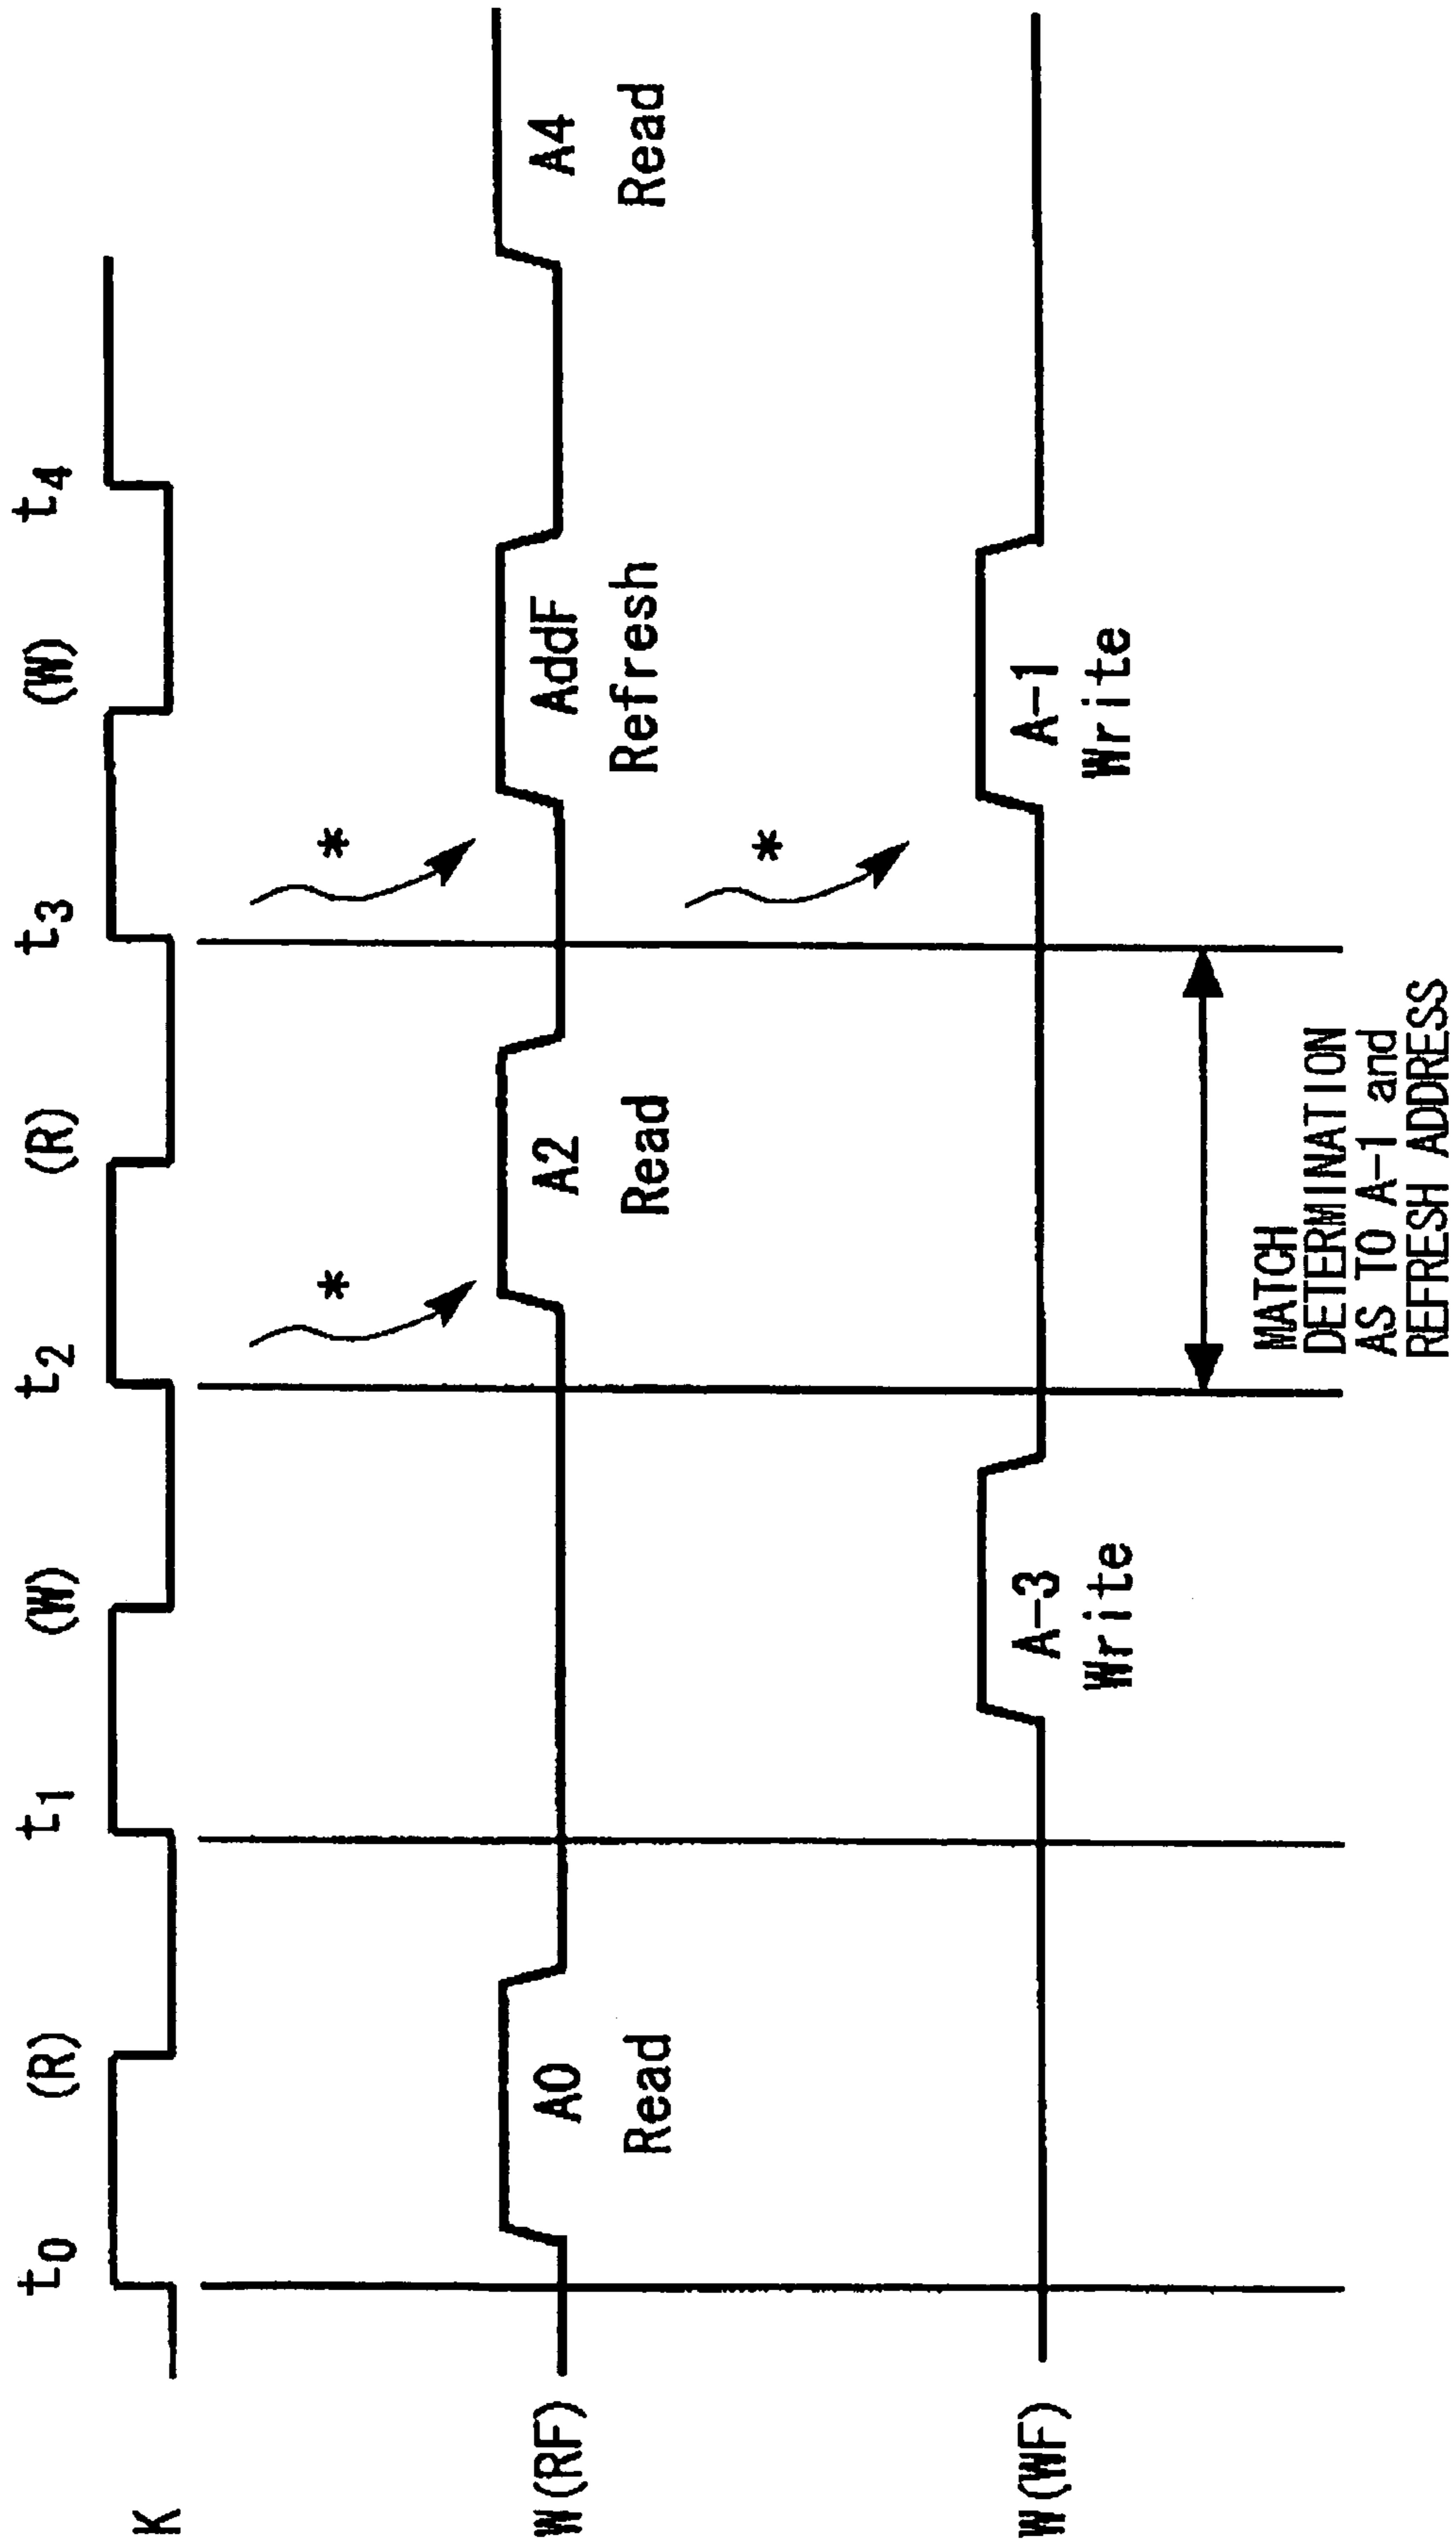 K
t0 (R) t1 (W) t2 (R) t3 (W) t4
* *
W(RF)
A0 A2 AddF A4
Read Read Refresh Read
*
W(WF)
A-3 A-1
Write Write
MATCH
DETERMINATION
AS TO A-1 and
REFRESH ADDRESS